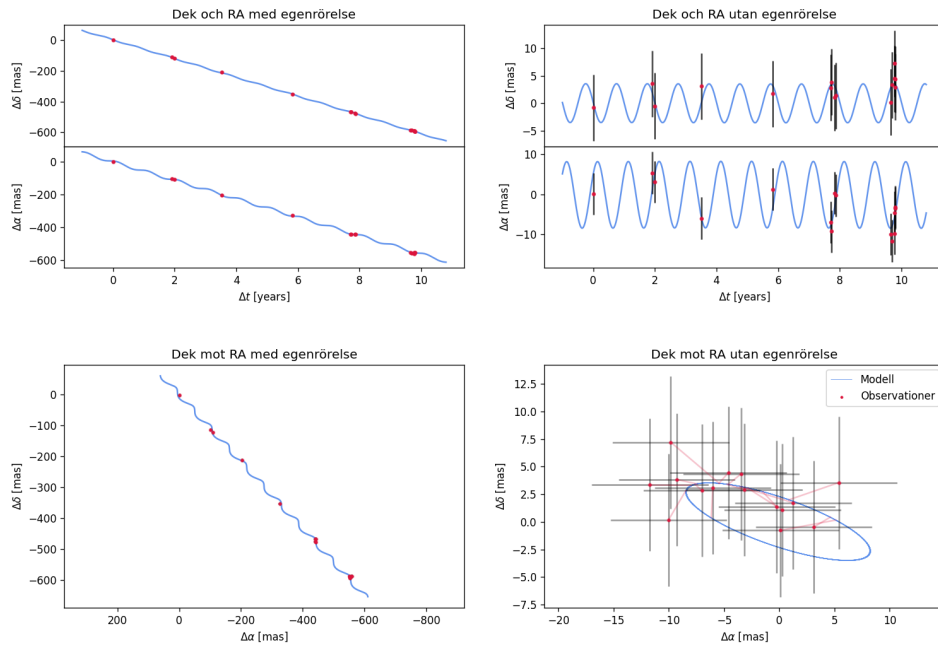 Dek och RA med egenrörelse
Δδ [mas]
0
−200
−400
−600
Δα [mas]
0
−200
−400
−600
0 2 4 6 8 10
Δt [years]
Dek och RA utan egenrörelse
Δδ [mas]
10
5
0
−5
Δα [mas]
10
0
−10
0 2 4 6 8 10
Δt [years]
Dek mot RA med egenrörelse
Δδ [mas]
0
−100
−200
−300
−400
−500
−600
200 0 −200 −400 −600 −800
Δα [mas]
Dek mot RA utan egenrörelse
Modell
Observationer
Δδ [mas]
12.5
10.0
7.5
5.0
2.5
0.0
−2.5
−5.0
−7.5
−20 −15 −10 −5 0 5 10
Δα [mas]